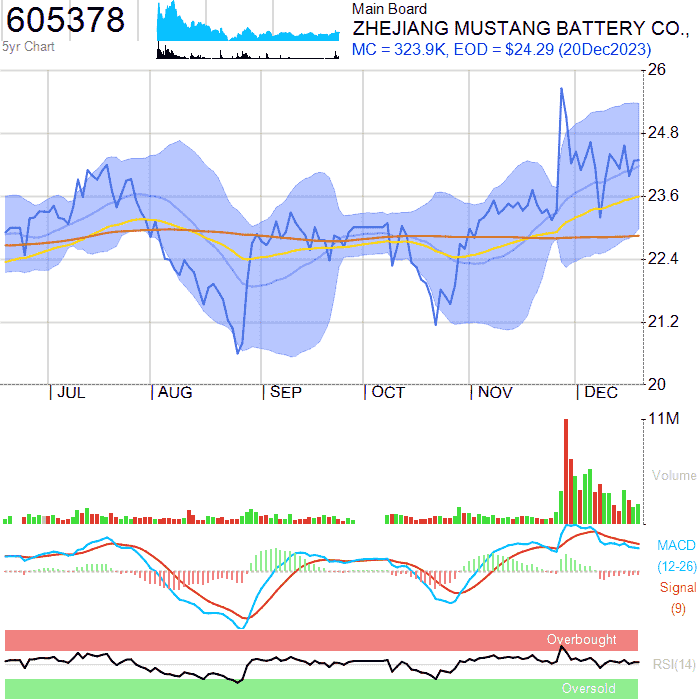 605378
5yr Chart
Main Board
ZHEJIANG MUSTANG BATTERY CO.,
MC = 323.9K, EOD = $24.29 (20Dec2023)
26
24.8
23.6
22.4
21.2
20
JUL AUG SEP OCT NOV DEC
11M
Volume
MACD
(12-26)
Signal
(9)
Overbought
RSI(14)
Oversold